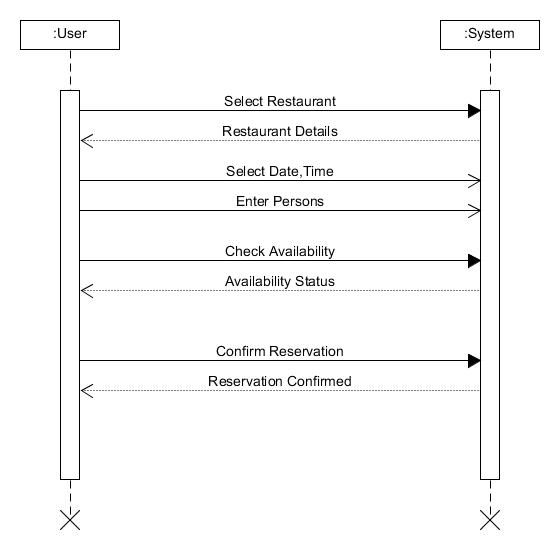 :User
:System
Select Restaurant
Restaurant Details
Select Date,Time
Enter Persons
Check Availability
Availability Status
Confirm Reservation
Reservation Confirmed